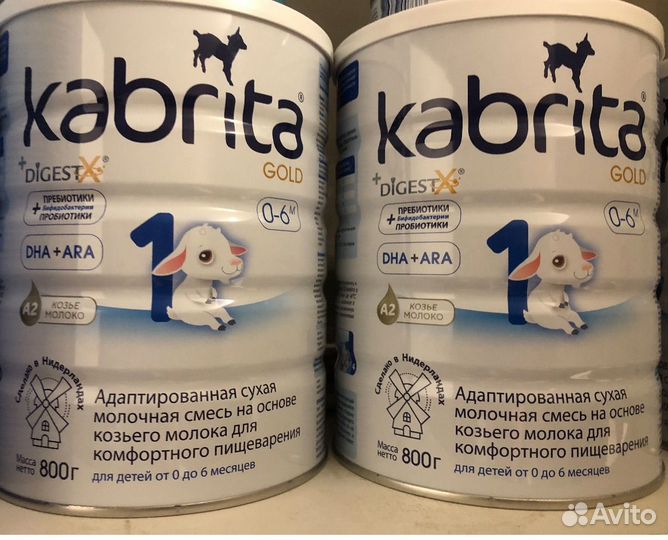 kabrita®
GOLD
+DIGESTX®
ПРЕБИОТИКИ
+ Бифидобактерии
ПРОБИОТИКИ
0-6М
DHA+ARA
1
A2 КОЗЬЕ
МОЛОКО
Сделано в Нидерландах
Адаптированная сухая
молочная смесь на основе
козьего молока для
комфортного пищеварения
Масса
нетто 800г
для детей от 0 до 6 месяцев
kabrita®
GOLD
+DIGESTX®
ПРЕБИОТИКИ
+ Бифидобактерии
ПРОБИОТИКИ
0-6М
DHA+ARA
1
A2 КОЗЬЕ
МОЛОКО
Сделано в Нидерландах
Адаптированная сухая
молочная смесь на основе
козьего молока для
комфортного пищеварения
Масса
нетто 800г
для детей от 0 до 6 месяцев
Avito